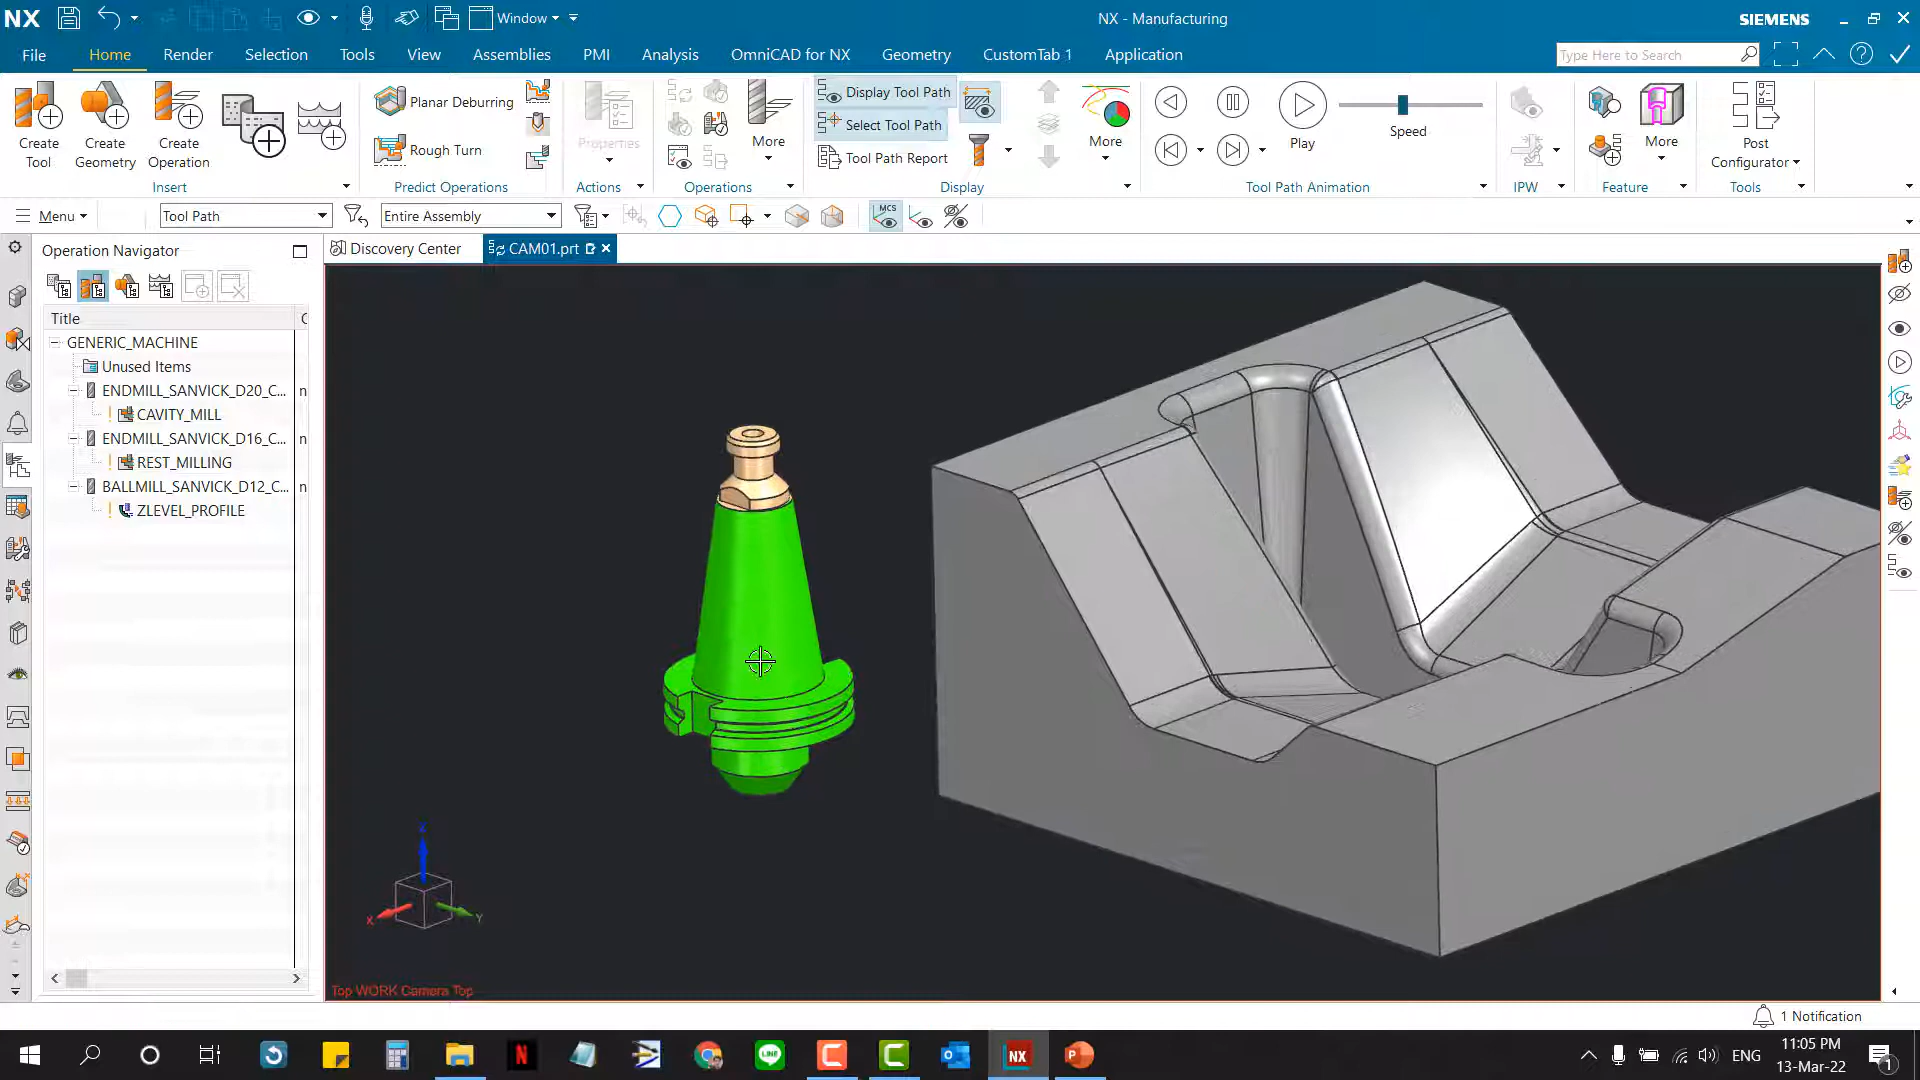 NX
Window
NX - Manufacturing
SIEMENS
File
Home
Render
Selection
Tools
View
Assemblies
PMI
Analysis
OmniCAD for NX
Geometry
CustomTab 1
Application
Type Here to Search
Create Tool
Create Geometry
Create Operation
Insert
Planar Deburring
Rough Turn
Predict Operations
Properties
Actions
More
Operations
Display Tool Path
Select Tool Path
Tool Path Report
More
Display
Play
Speed
Tool Path Animation
IPW
More
Feature
Post Configurator
Tools
Menu
Tool Path
Entire Assembly
MCS
Operation Navigator
Discovery Center
CAM01.prt
Title
C
GENERIC_MACHINE
Unused Items
ENDMILL_SANVICK_D20_C... n
CAVITY_MILL
ENDMILL_SANVICK_D16_C... n
REST_MILLING
BALLMILL_SANVICK_D12_C... n
ZLEVEL_PROFILE
Z
X
Y
Top WORK Camera Top
1 Notification
N
LINE
C
C
NX
P
ENG
11:05 PM
13-Mar-22
1